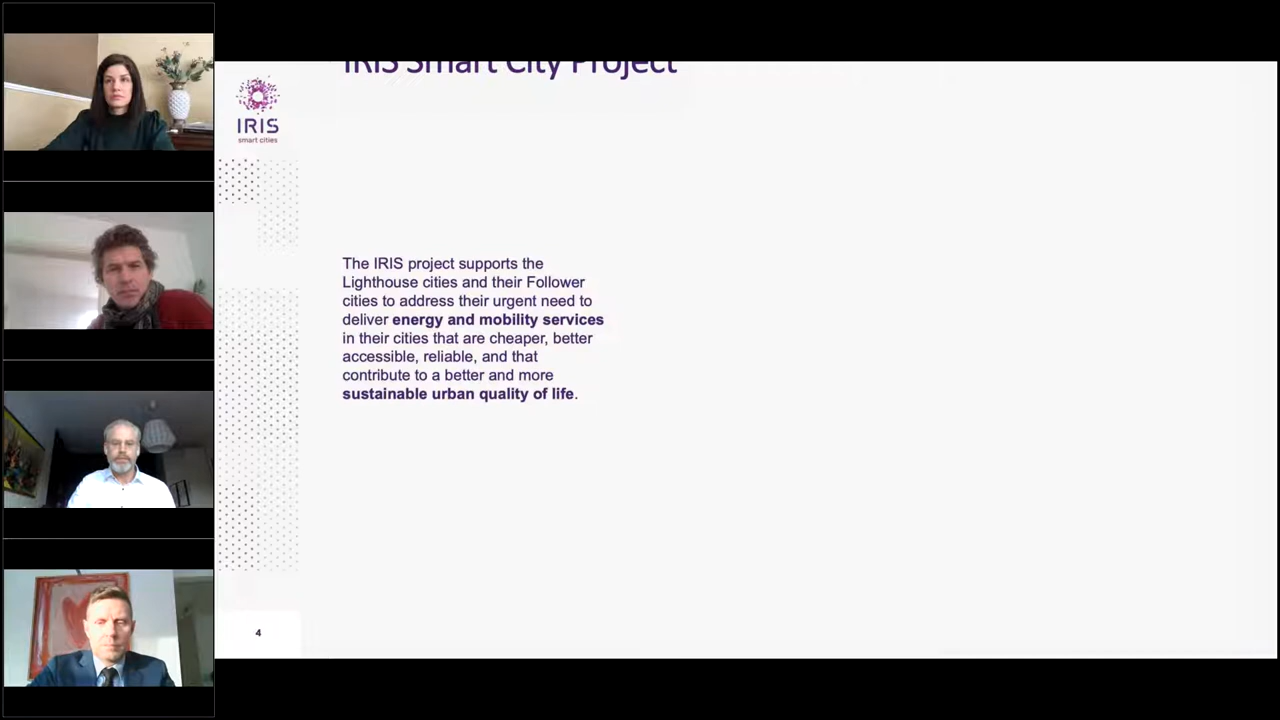 IRIS Smart City Project
IRIS
smart cities
The IRIS project supports the
Lighthouse cities and their Follower
cities to address their urgent need to
deliver energy and mobility services
in their cities that are cheaper, better
accessible, reliable, and that
contribute to a better and more
sustainable urban quality of life.
4